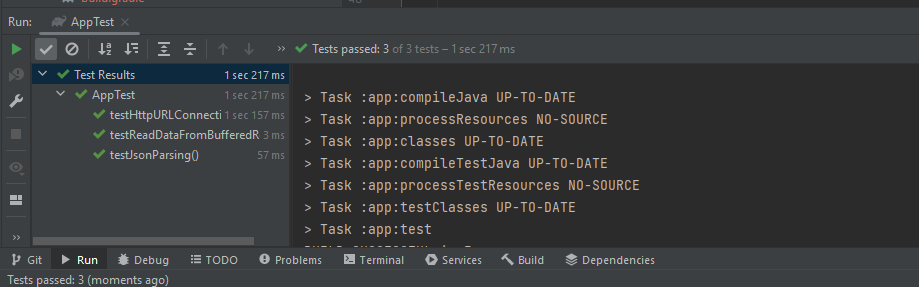 Run: AppTest
Tests passed: 3 of 3 tests – 1 sec 217 ms
Test Results 1 sec 217 ms
AppTest 1 sec 217 ms
testHttpURLConnecti 1 sec 157 ms
testReadDataFromBufferedR 3 ms
testJsonParsing() 57 ms
> Task :app:compileJava UP-TO-DATE
> Task :app:processResources NO-SOURCE
> Task :app:classes UP-TO-DATE
> Task :app:compileTestJava UP-TO-DATE
> Task :app:processTestResources NO-SOURCE
> Task :app:testClasses UP-TO-DATE
> Task :app:test
Git Run Debug TODO Problems Terminal Services Build Dependencies
Tests passed: 3 (moments ago)